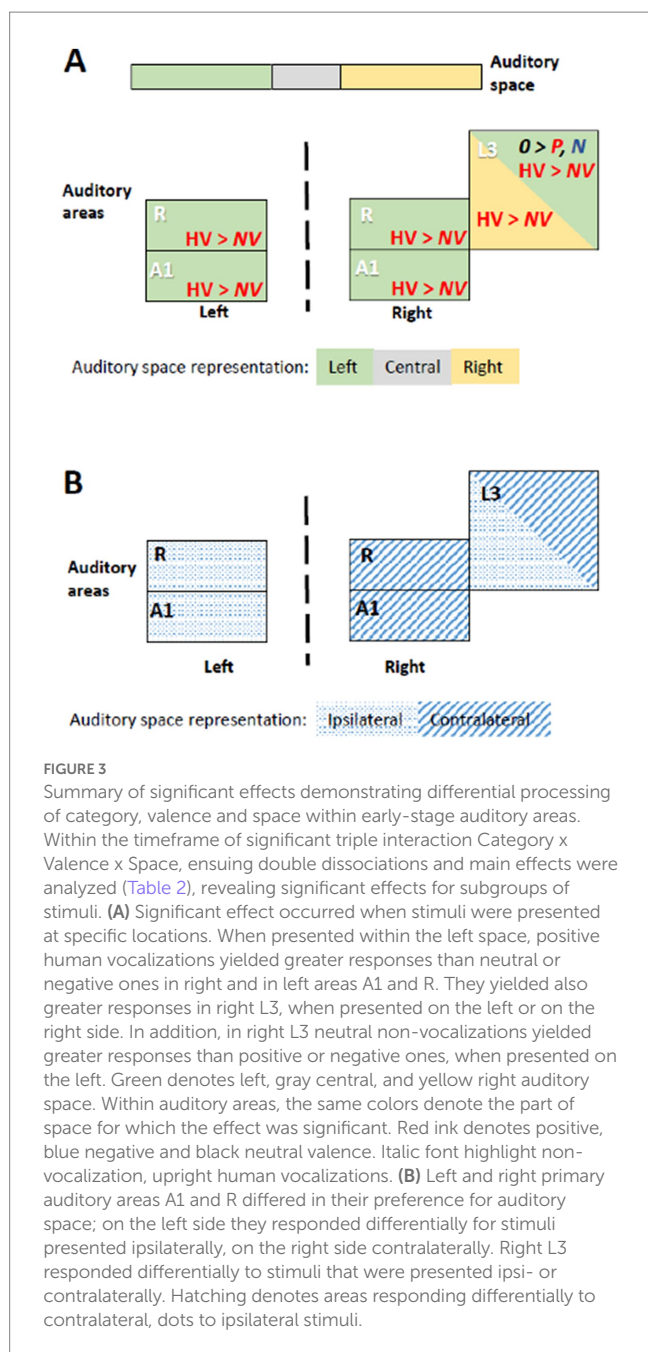 A
Auditory
space
L3
0 > P, N
HV > NV
Auditory
areas
R
HV > NV
A1
HV > NV
Left
R
HV > NV
A1
HV > NV
Right
HV > NV
Auditory space representation: Left Central Right
B
L3
Auditory
areas
R
A1
Left
R
A1
Right
Auditory space representation: Ipsilateral Contralateral
FIGURE 3
Summary of significant effects demonstrating differential processing
of category, valence and space within early-stage auditory areas.
Within the timeframe of significant triple interaction Category x
Valence x Space, ensuing double dissociations and main effects were
analyzed (Table 2), revealing significant effects for subgroups of
stimuli. (A) Significant effect occurred when stimuli were presented
at specific locations. When presented within the left space, positive
human vocalizations yielded greater responses than neutral or
negative ones in right and in left areas A1 and R. They yielded also
greater responses in right L3, when presented on the left or on the
right side. In addition, in right L3 neutral non-vocalizations yielded
greater responses than positive or negative ones, when presented on
the left. Green denotes left, gray central, and yellow right auditory
space. Within auditory areas, the same colors denote the part of
space for which the effect was significant. Red ink denotes positive,
blue negative and black neutral valence. Italic font highlight non-
vocalization, upright human vocalizations. (B) Left and right primary
auditory areas A1 and R differed in their preference for auditory
space; on the left side they responded differentially for stimuli
presented ipsilaterally, on the right side contralaterally. Right L3
responded differentially to stimuli that were presented ipsi- or
contralaterally. Hatching denotes areas responding differentially to
contralateral, dots to ipsilateral stimuli.